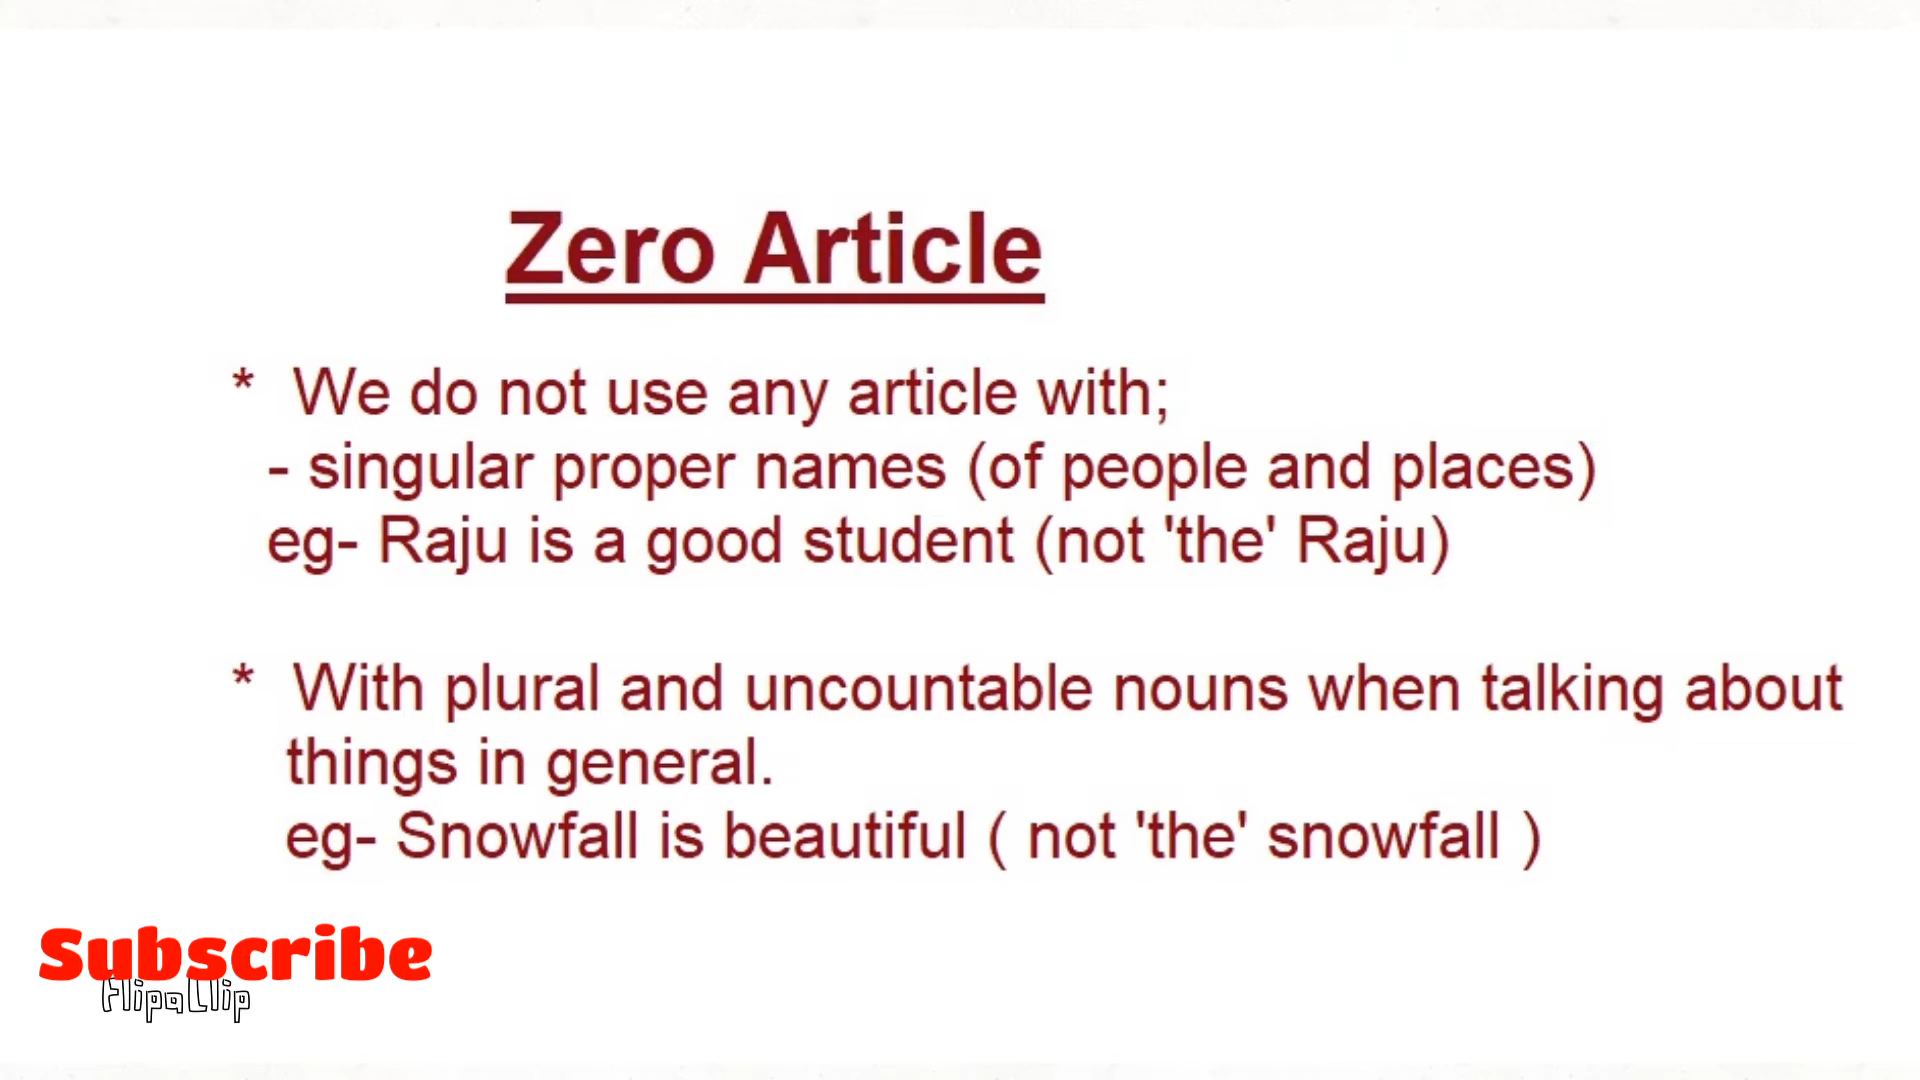 Zero Article
* We do not use any article with;
- singular proper names (of people and places)
eg- Raju is a good student (not 'the' Raju)
* With plural and uncountable nouns when talking about
things in general.
eg- Snowfall is beautiful ( not 'the' snowfall )
Subscribe
FlipaClip